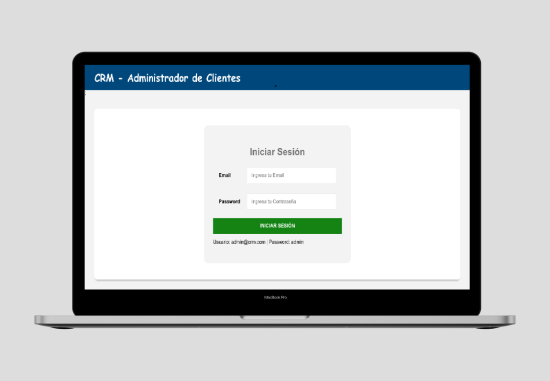 CRM - Administrador de Clientes
Iniciar Sesión
Email
Ingresa tu Email
Password
Ingresa tu Contraseña
INICIAR SESIÓN
Usuario: admin@crm.com | Password: admin
MacBook Pro